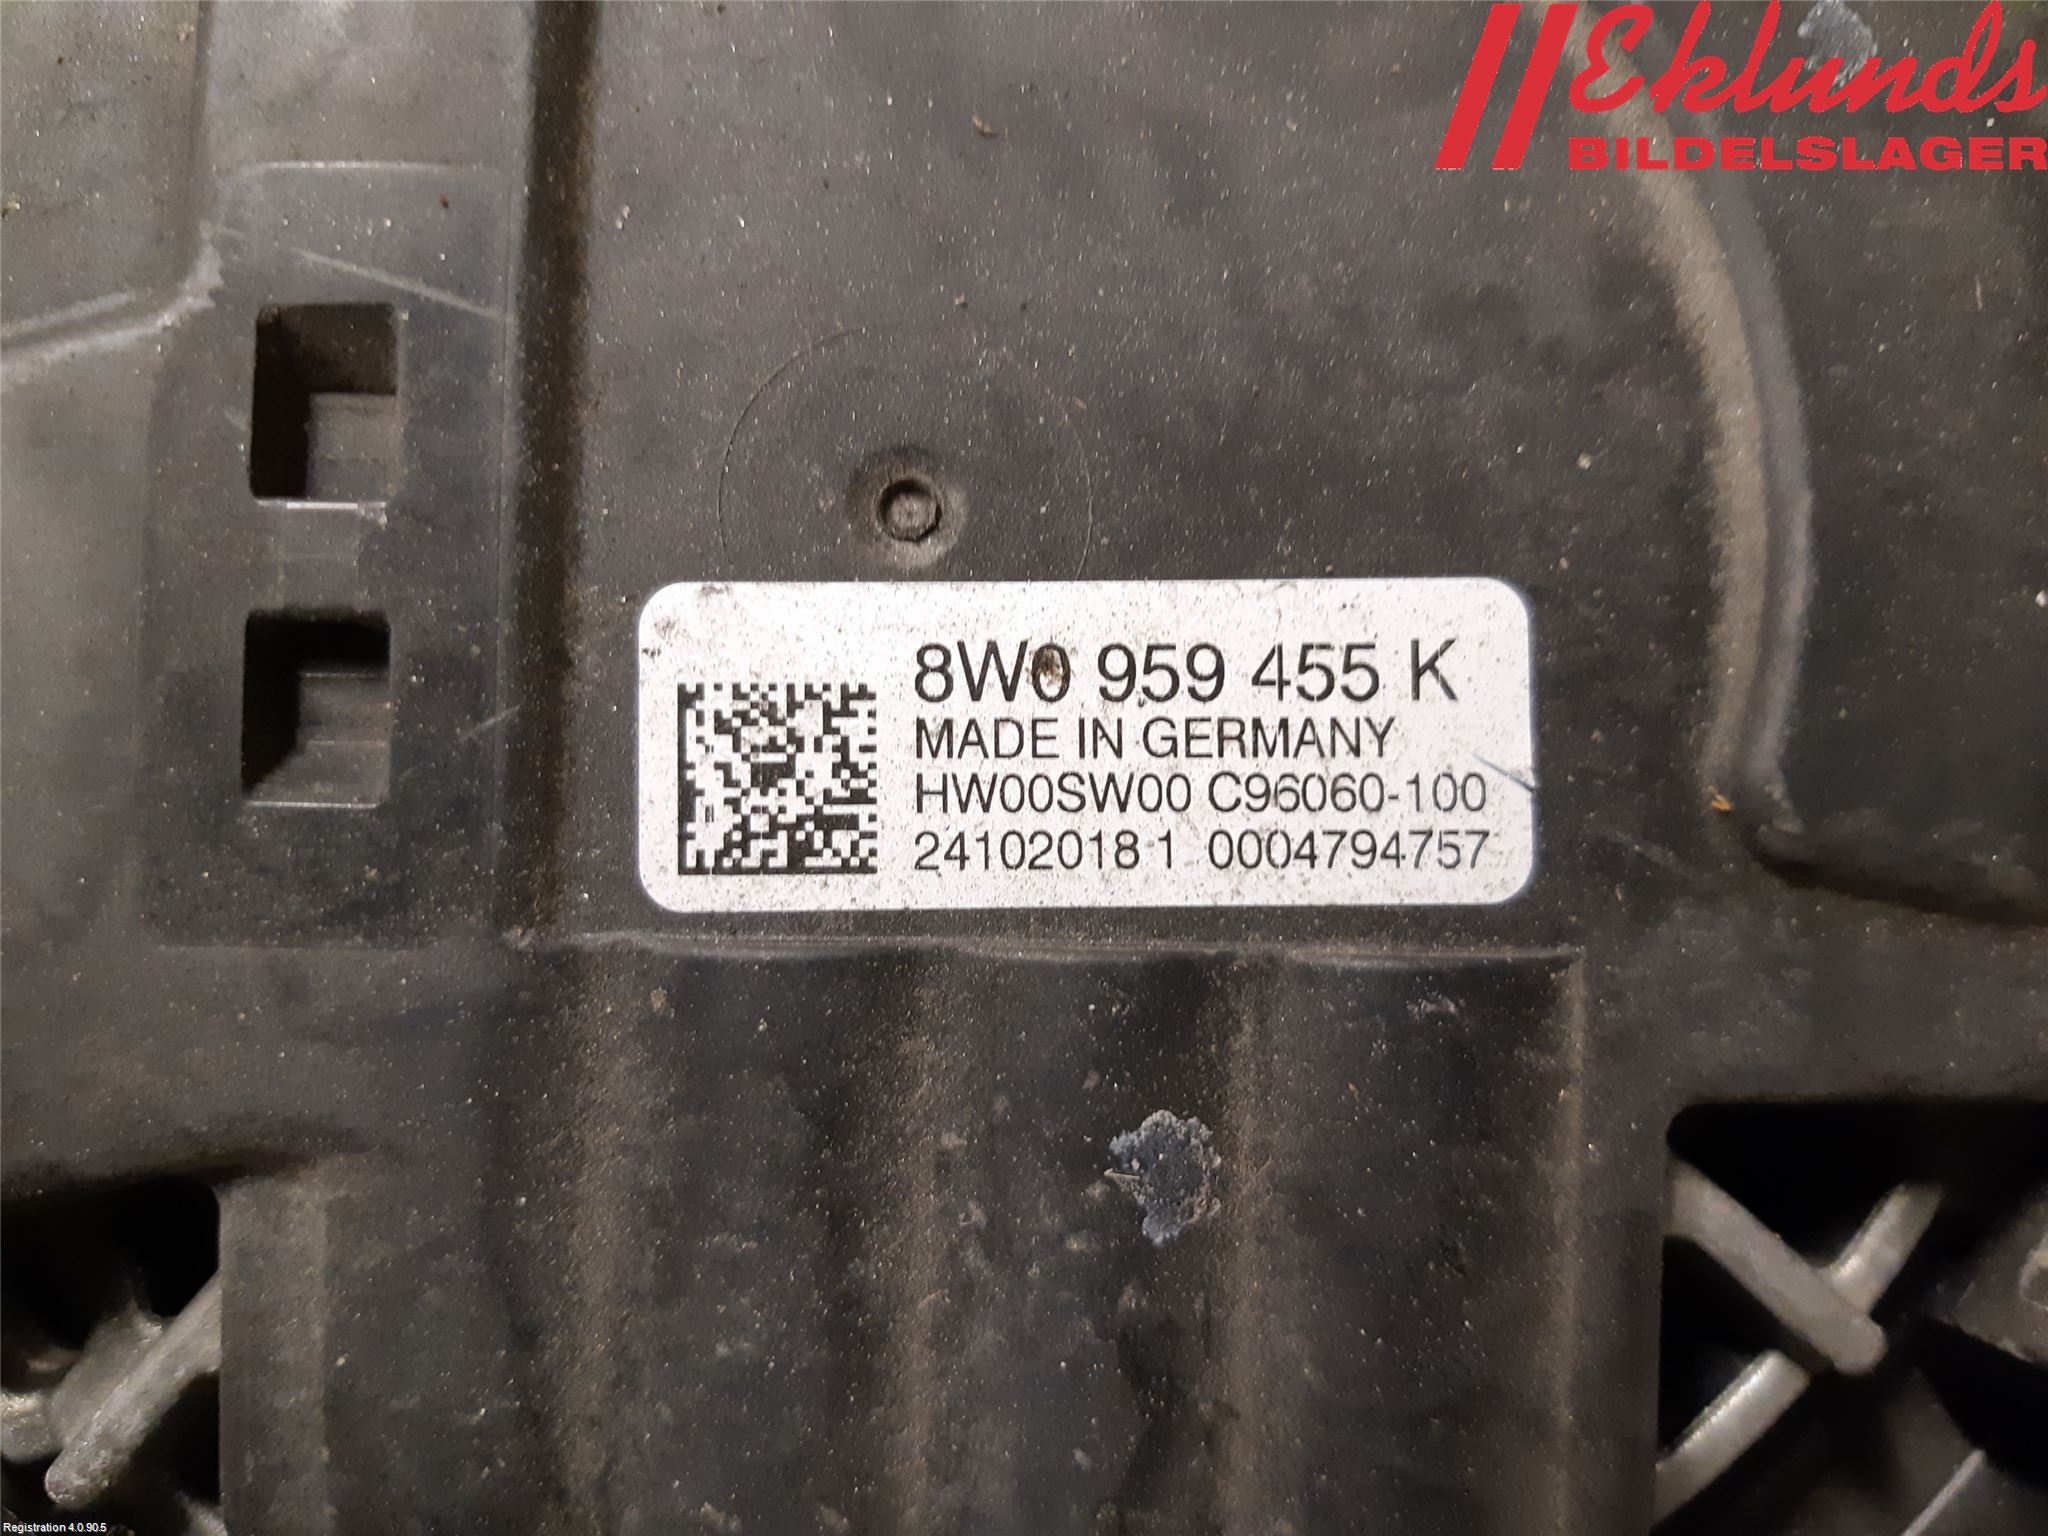 Eklunds
BILDELSLAGER
8W0 959 455 K
MADE IN GERMANY
HW00SW00 C96060-100
24102018 1 0004794757
Registration 4.0.90.5